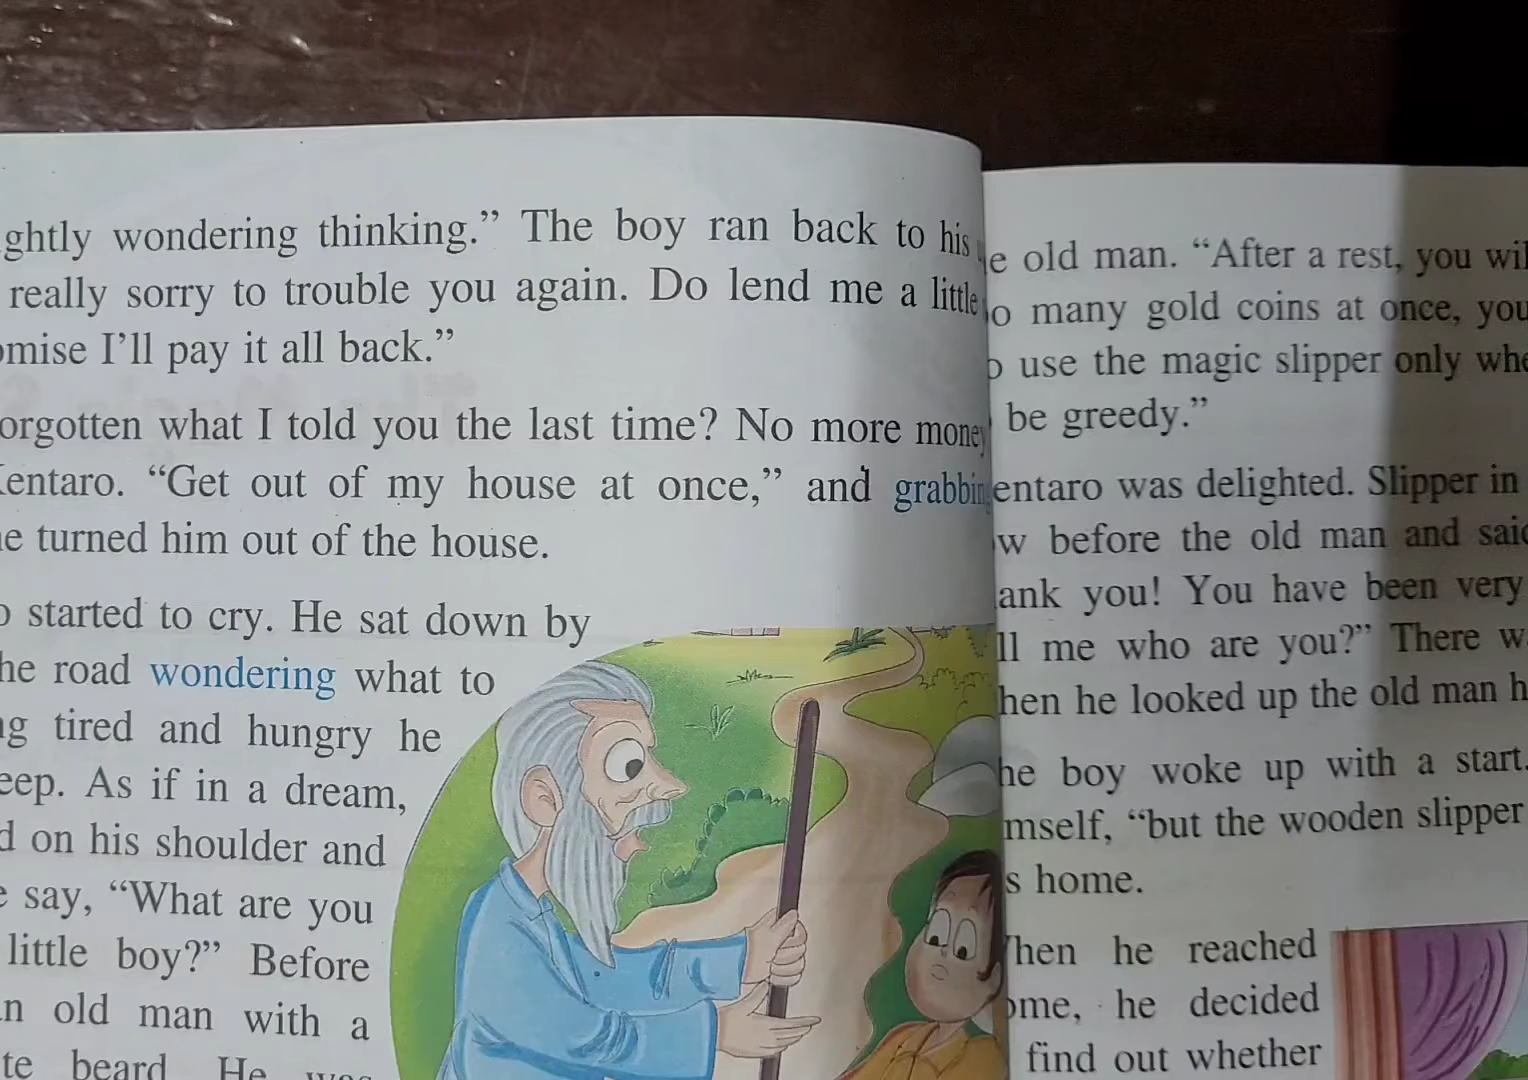 ghtly wondering thinking.” The boy ran back to his
really sorry to trouble you again. Do lend me a little
omise I’ll pay it all back.”
orgotten what I told you the last time? No more money
entaro. “Get out of my house at once,” and grabbin
e turned him out of the house.
o started to cry. He sat down by
he road wondering what to
ng tired and hungry he
eep. As if in a dream,
d on his shoulder and
e say, “What are you
little boy?” Before
n old man with a
te beard. He was
e old man. “After a rest, you wil
o many gold coins at once, you
o use the magic slipper only whe
be greedy.”
entaro was delighted. Slipper in
w before the old man and said
ank you! You have been very
ll me who are you?” There w
hen he looked up the old man h
he boy woke up with a start.
mself, “but the wooden slipper
s home.
hen he reached
ome, he decided
find out whether